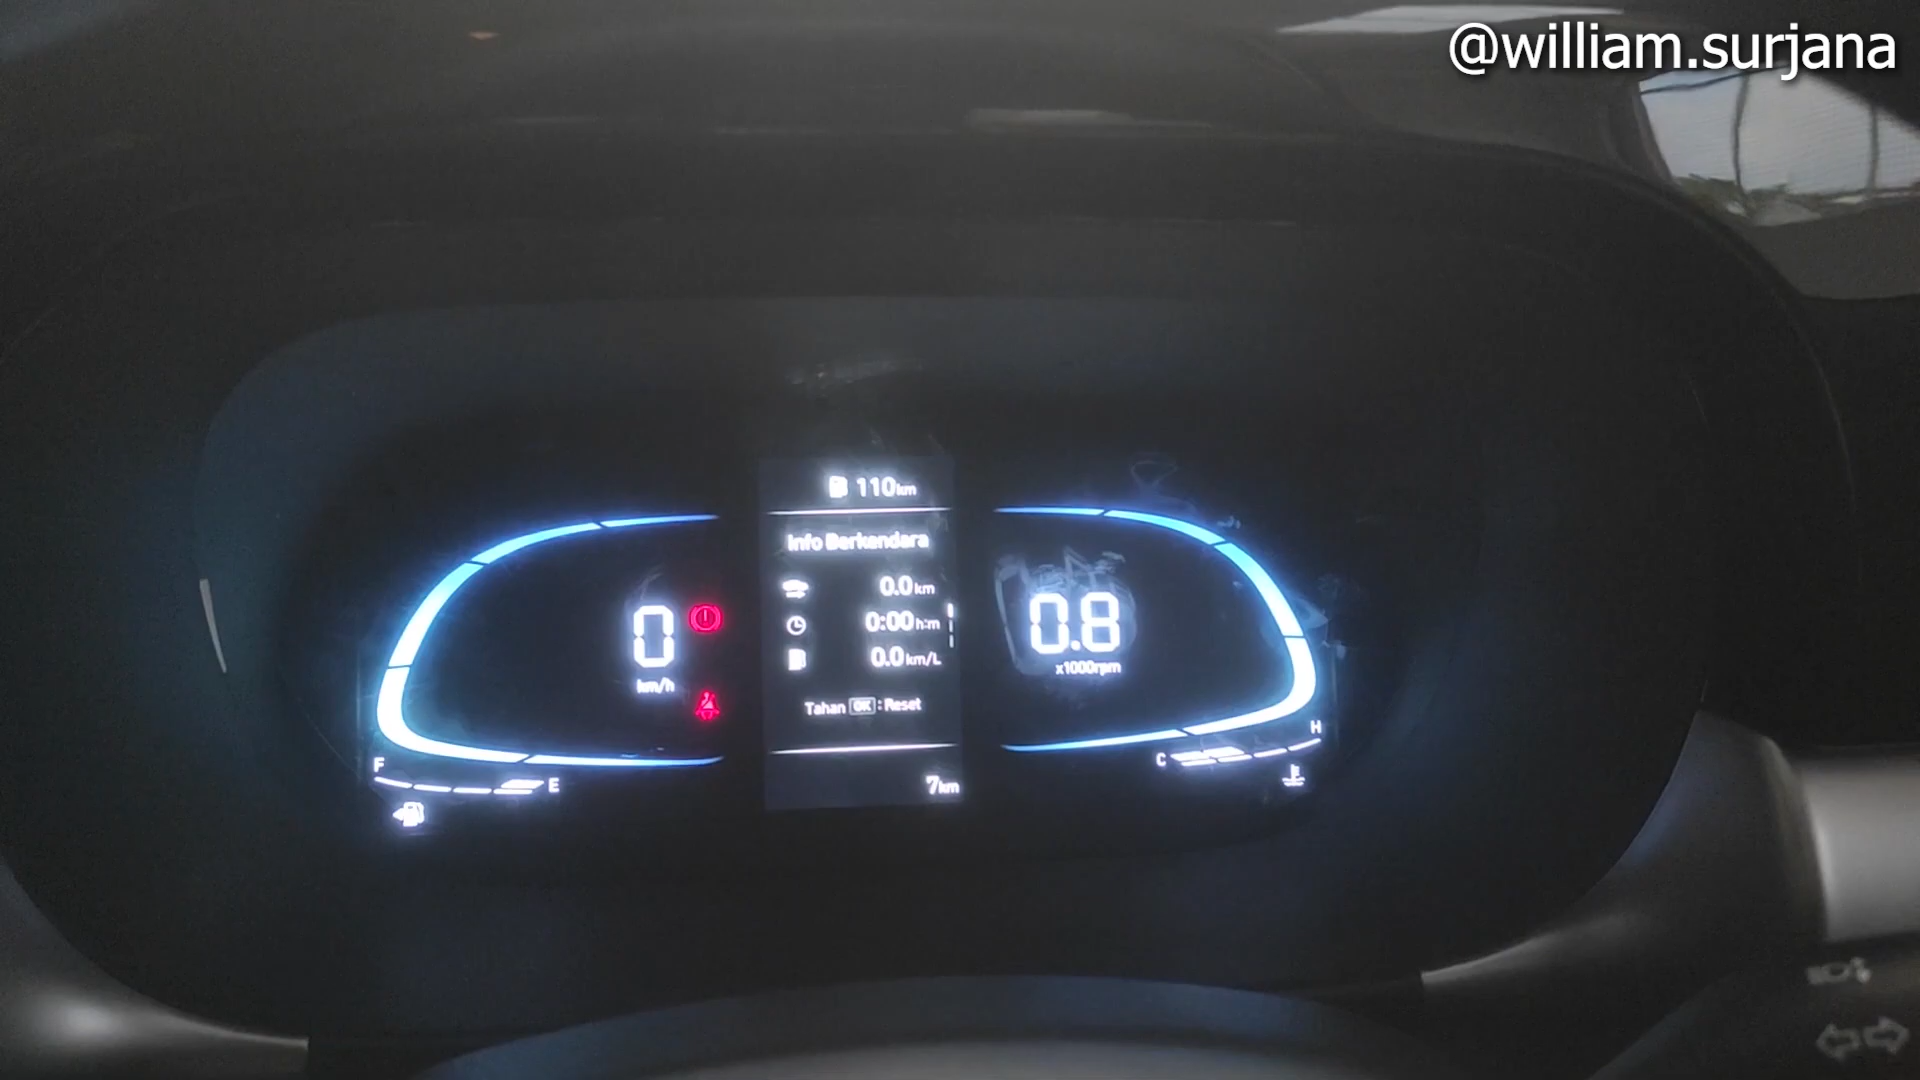 @william.surjana
110km
Info Berkendara
0.0 km
0:00 h:m
0.0 km/L
Tahan OK : Reset
7km
0
km/h
0.8
x1000rpm
F
E
C
H